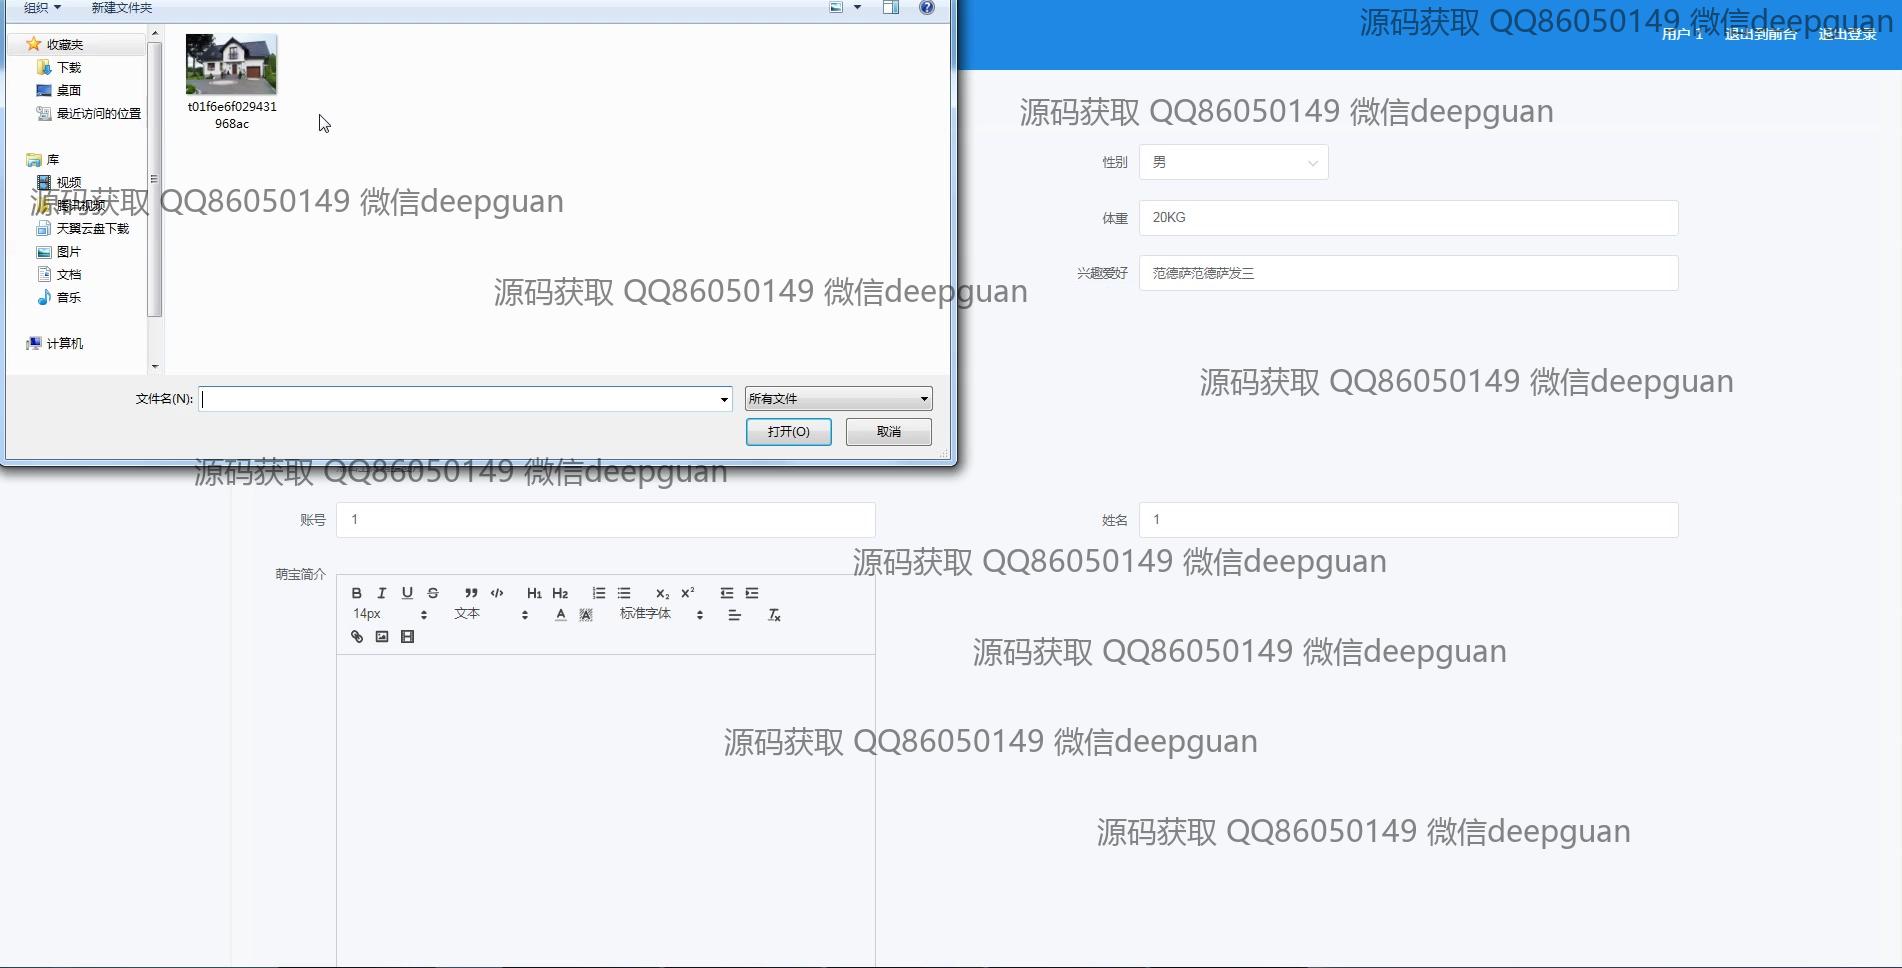 组织 新建文件夹
源码获取 QQ86050149 微信deepguan
用户 1 退出到前台 退出登录
收藏夹
下载
桌面
最近访问的位置
库
视频
腾讯视频
天翼云盘下载
图片
文档
音乐
计算机
t01f6e6f029431
968ac
源码获取 QQ86050149 微信deepguan
性别 男
源码获取 QQ86050149 微信deepguan
体重 20KG
兴趣爱好 范德萨范德萨发三
源码获取 QQ86050149 微信deepguan
源码获取 QQ86050149 微信deepguan
文件名(N): 所有文件
打开(O) 取消
源码获取 QQ86050149 微信deepguan
账号 1
姓名 1
源码获取 QQ86050149 微信deepguan
萌宝简介
B I U S H1 H2 X2 X2
14px 文本 A A 标准字体 Tx
源码获取 QQ86050149 微信deepguan
源码获取 QQ86050149 微信deepguan
源码获取 QQ86050149 微信deepguan